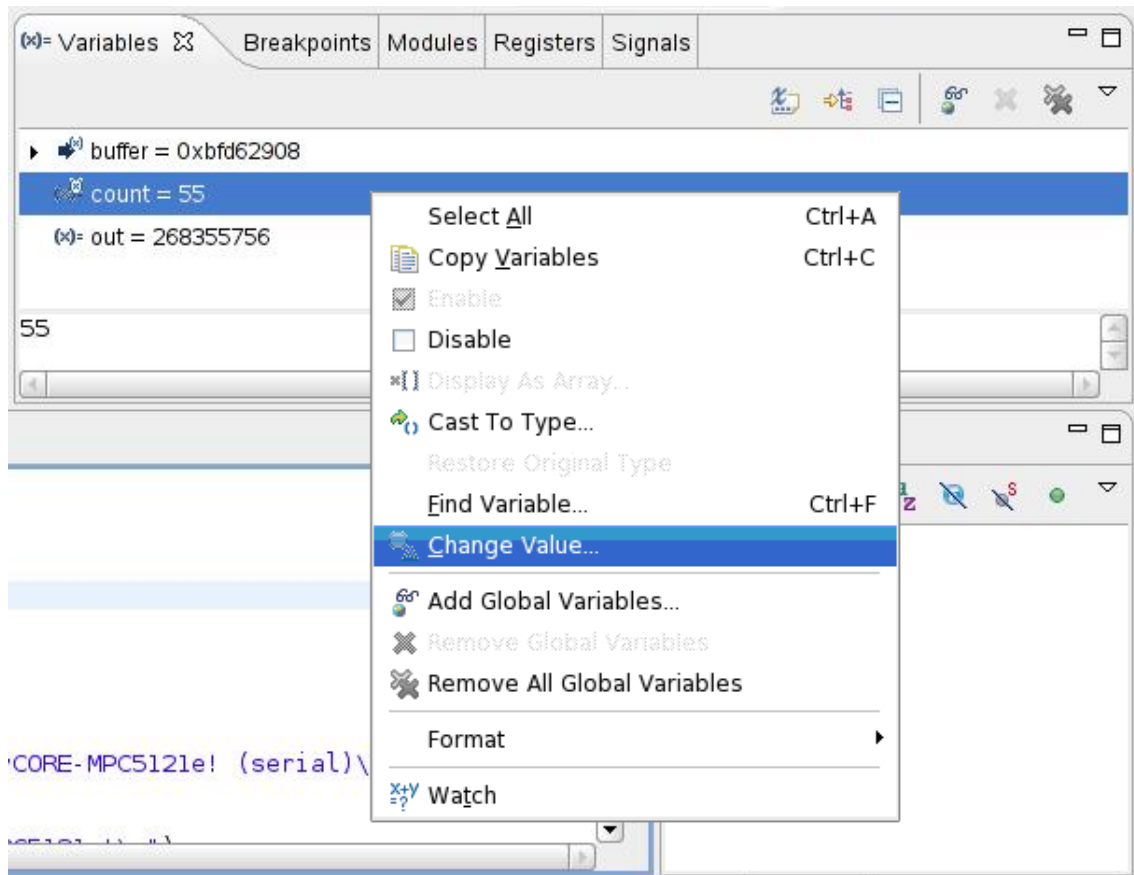 (x)= Variables Breakpoints Modules Registers Signals
buffer = 0xbfd62908
count = 55
(x)= out = 268355756
55
Select All Ctrl+A
Copy Variables Ctrl+C
Enable
Disable
Display As Array...
Cast To Type...
Restore Original Type
Find Variable... Ctrl+F
Change Value...
Add Global Variables...
Remove Global Variables
Remove All Global Variables
Format
Watch
CORE-MPC5121e! (serial)\